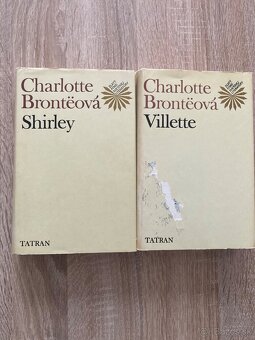 Charlotte
Brontëová
Shirley
TATRAN
Charlotte
Brontëová
Villette
TATRAN